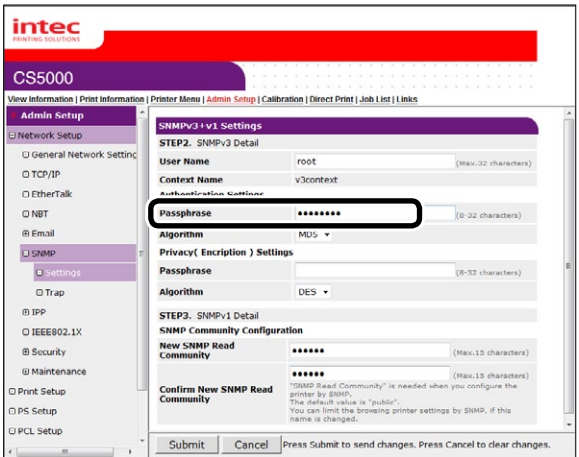 intec
PRINTING SOLUTIONS
CS5000
View Information | Print Information | Printer Menu | Admin Setup | Calibration | Direct Print | Job List | Links
Admin Setup
Network Setup
General Network Setting
TCP/IP
EtherTalk
NBT
Email
SNMP
Settings
Trap
IPP
IEEE802.1X
Security
Maintenance
Print Setup
PS Setup
PCL Setup
SNMPv3+v1 Settings
STEP2. SNMPv3 Detail
User Name root (Max.32 characters)
Context Name v3context
Authentication Settings
Passphrase •••••••• (8-32 characters)
Algorithm MD5
Privacy( Encription ) Settings
Passphrase (8-32 characters)
Algorithm DES
STEP3. SNMPv1 Detail
SNMP Community Configuration
New SNMP Read Community •••••• (Max.15 characters)
Confirm New SNMP Read Community •••••• (Max.15 characters)
"SNMP Read Community" is needed when you configure the
printer by SNMP.
The default value is "public".
You can limit the browsing printer settings by SNMP, if this
name is changed.
Submit Cancel Press Submit to send changes. Press Cancel to clear changes.